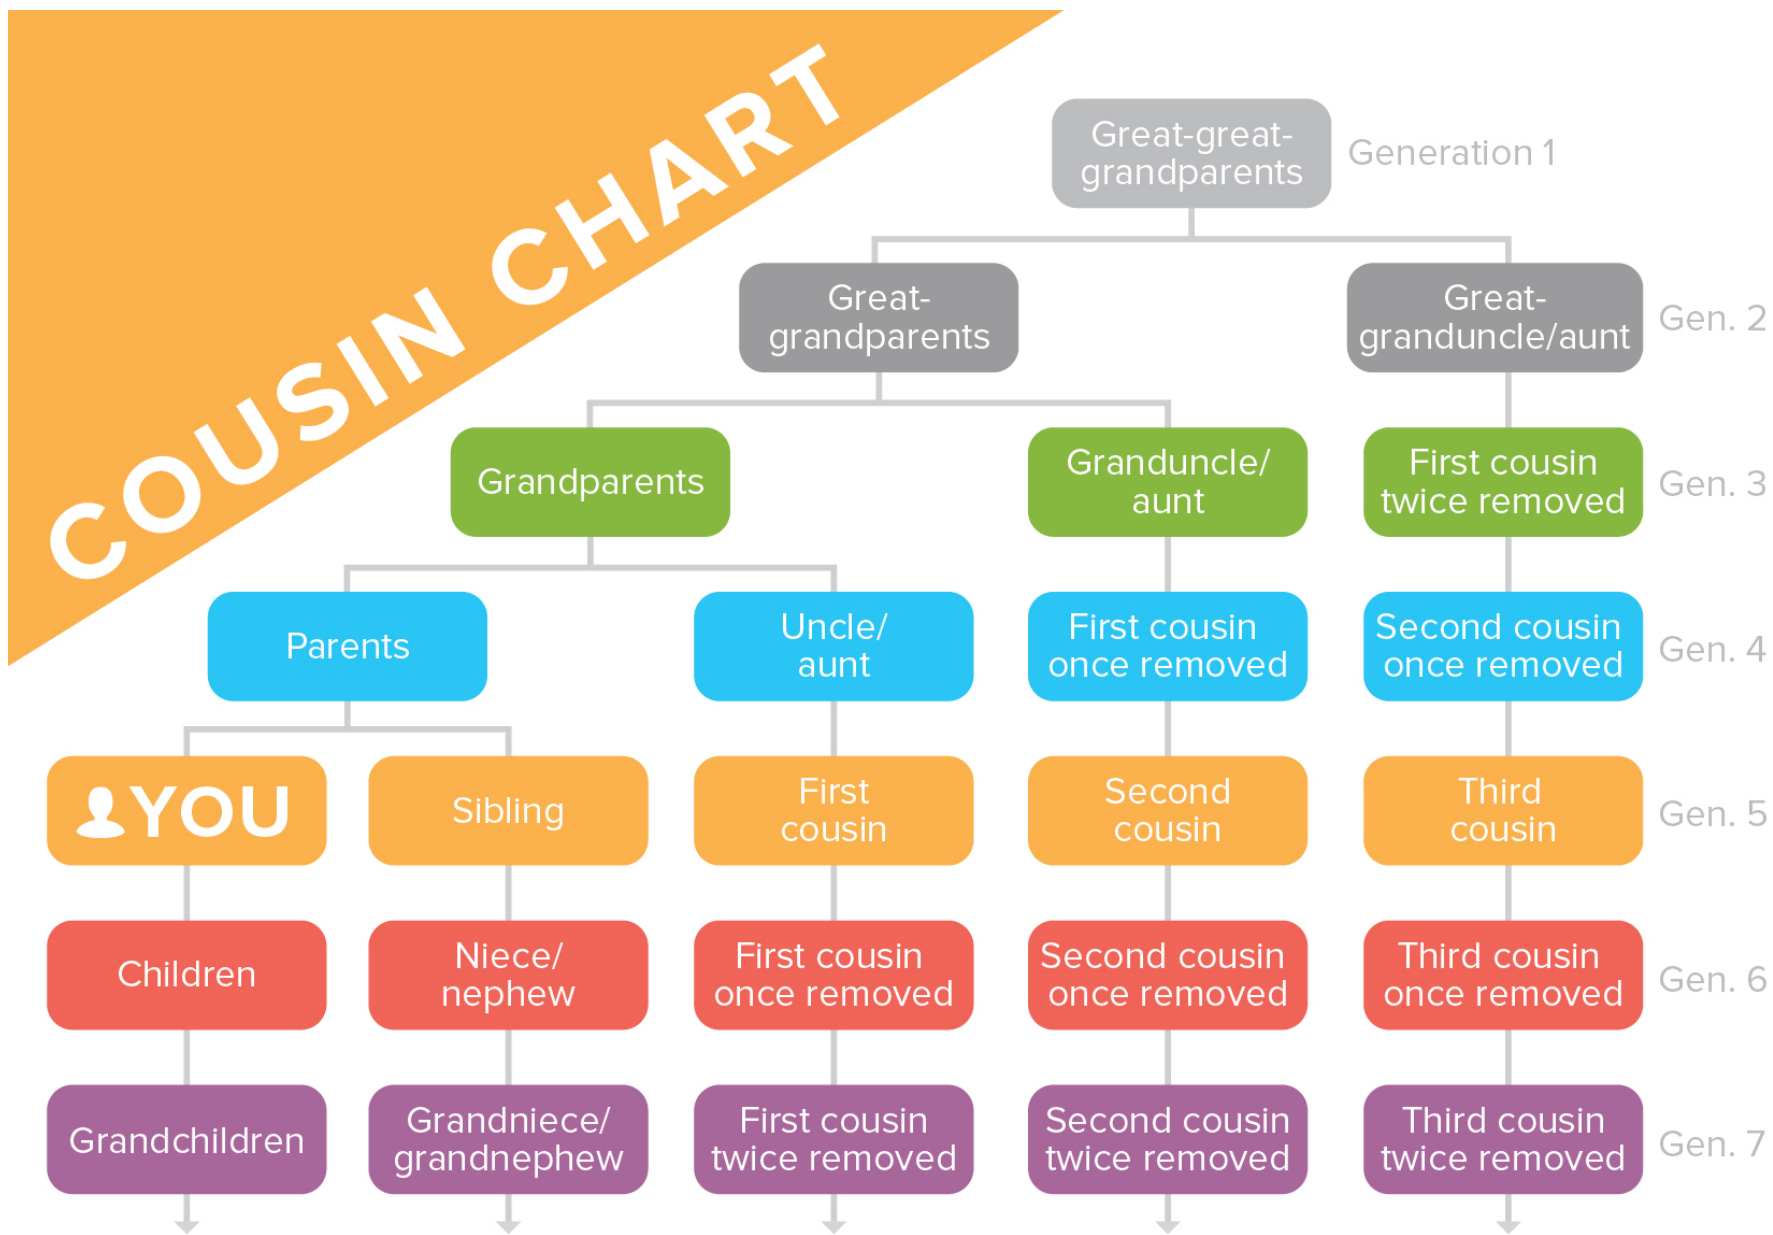 COUSIN CHART
Great-great-
grandparents
Generation 1
Great-
grandparents
Great-
granduncle/aunt
Gen. 2
Grandparents
Granduncle/
aunt
First cousin
twice removed
Gen. 3
Parents
Uncle/
aunt
First cousin
once removed
Second cousin
once removed
Gen. 4
YOU
Sibling
First
cousin
Second
cousin
Third
cousin
Gen. 5
Children
Niece/
nephew
First cousin
once removed
Second cousin
once removed
Third cousin
once removed
Gen. 6
Grandchildren
Grandniece/
grandnephew
First cousin
twice removed
Second cousin
twice removed
Third cousin
twice removed
Gen. 7